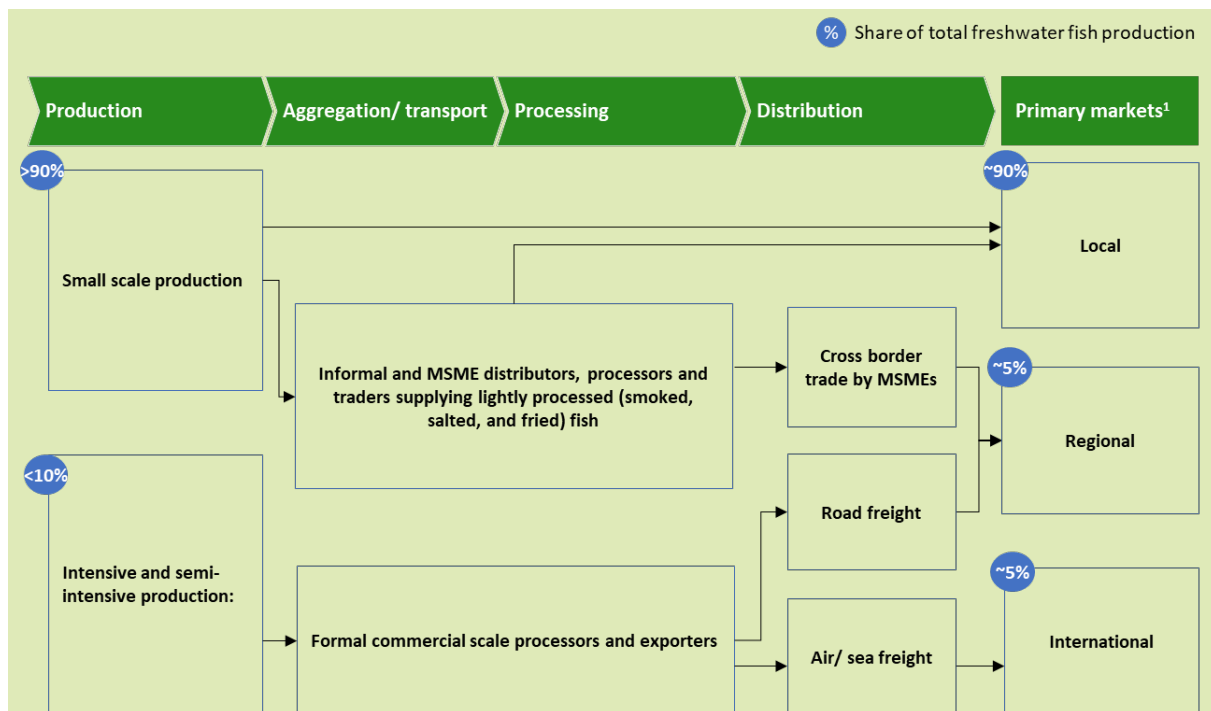 % Share of total freshwater fish production
Production
Aggregation/ transport
Processing
Distribution
Primary markets¹
>90%
Small scale production
~90%
Local
Informal and MSME distributors, processors and
traders supplying lightly processed (smoked,
salted, and fried) fish
Cross border
trade by MSMEs
~5%
Regional
<10%
Intensive and semi-
intensive production:
Road freight
Formal commercial scale processors and exporters
Air/ sea freight
~5%
International